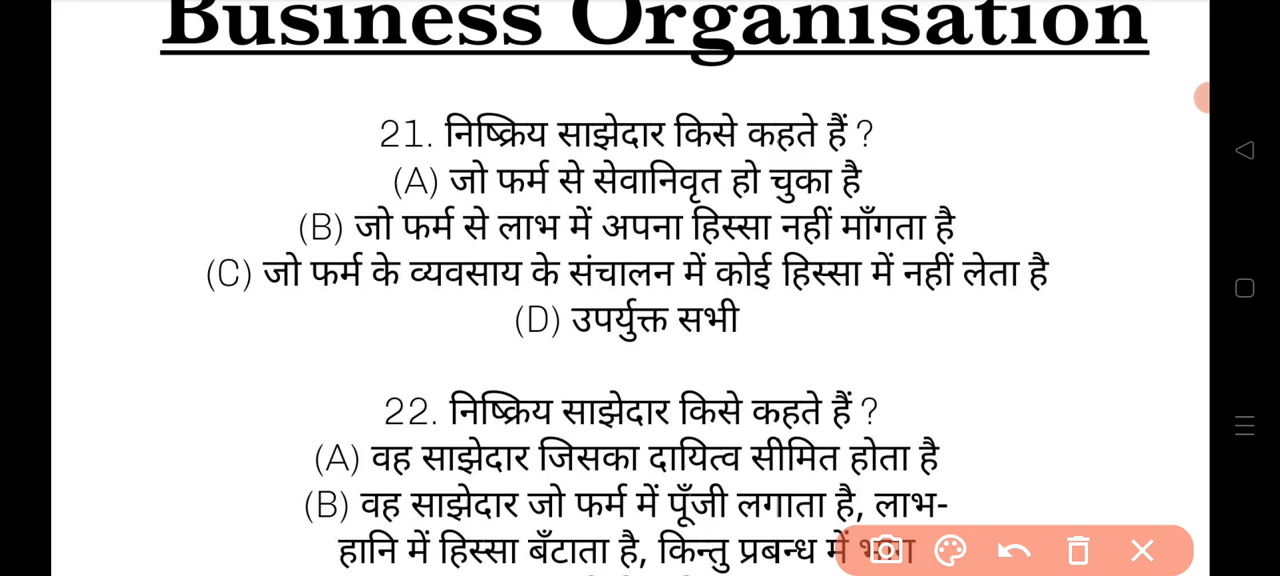 Business Organisation
21. निष्क्रिय साझेदार किसे कहते हैं ?
(A) जो फर्म से सेवानिवृत हो चुका है
(B) जो फर्म से लाभ में अपना हिस्सा नहीं माँगता है
(C) जो फर्म के व्यवसाय के संचालन में कोई हिस्सा में नहीं लेता है
(D) उपर्युक्त सभी
22. निष्क्रिय साझेदार किसे कहते हैं ?
(A) वह साझेदार जिसका दायित्व सीमित होता है
(B) वह साझेदार जो फर्म में पूँजी लगाता है, लाभ-
हानि में हिस्सा बँटाता है, किन्तु प्रबन्ध में भाग